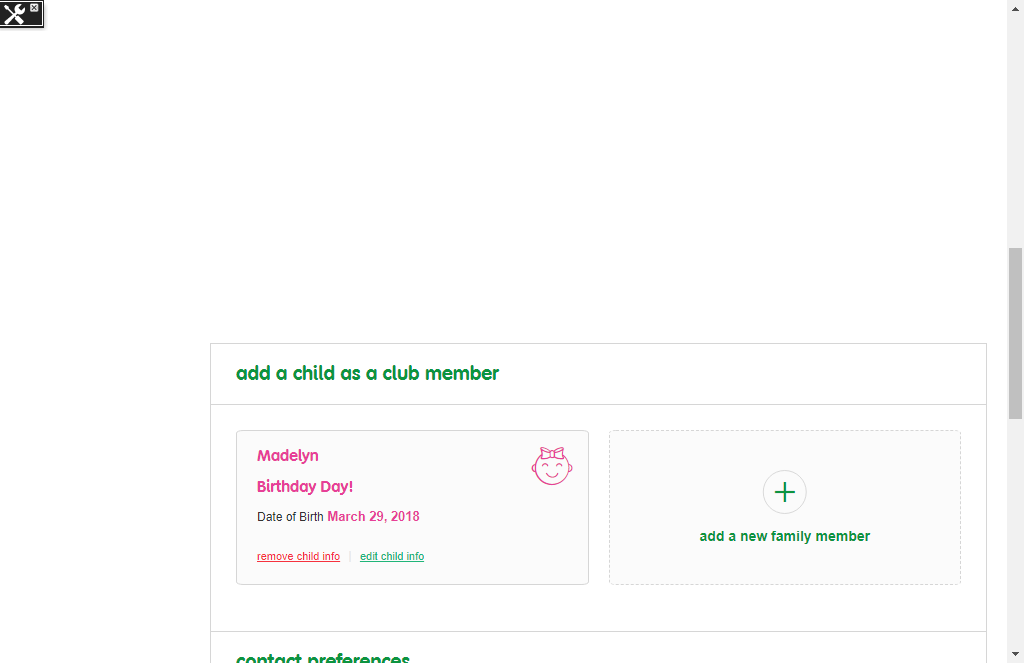 add a child as a club member
Madelyn
Birthday Day!
Date of Birth March 29, 2018
remove child info | edit child info
add a new family member
contact preferences